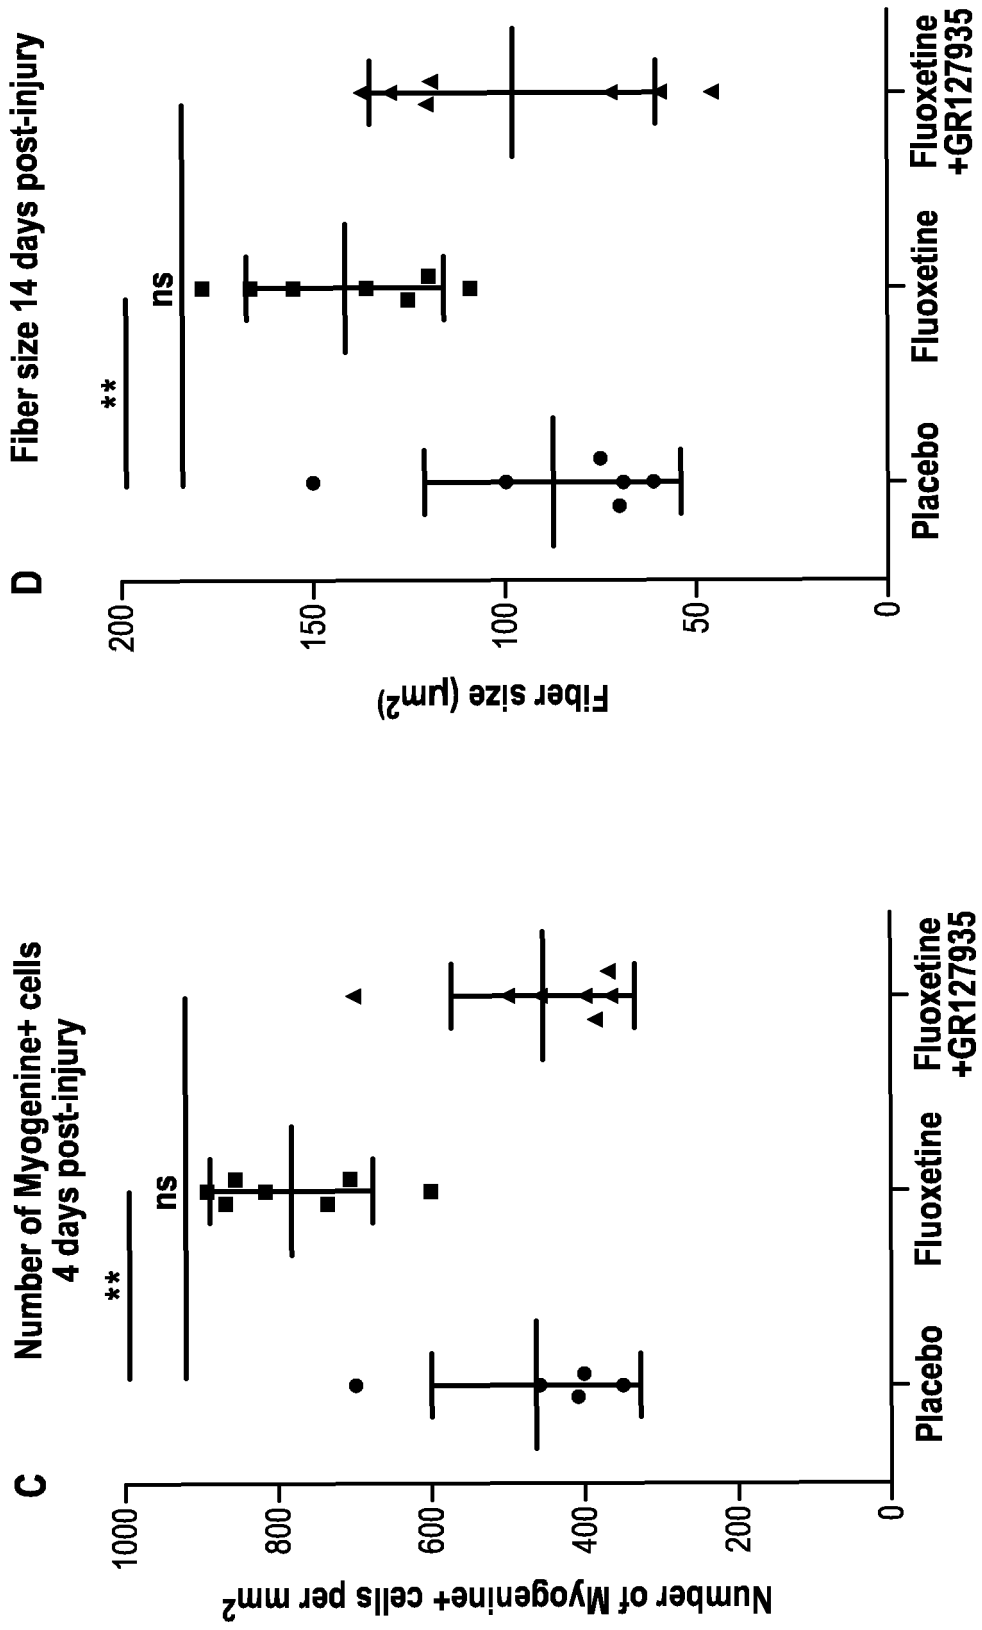 C
Number of Myogenine+ cells
4 days post-injury
**
ns
1000
800
600
400
200
0
Number of Myogenine+ cells per mm²
Placebo
Fluoxetine
Fluoxetine
+GR127935
D
Fiber size 14 days post-injury
**
ns
200
150
100
50
0
Fiber size (µm²)
Placebo
Fluoxetine
Fluoxetine
+GR127935